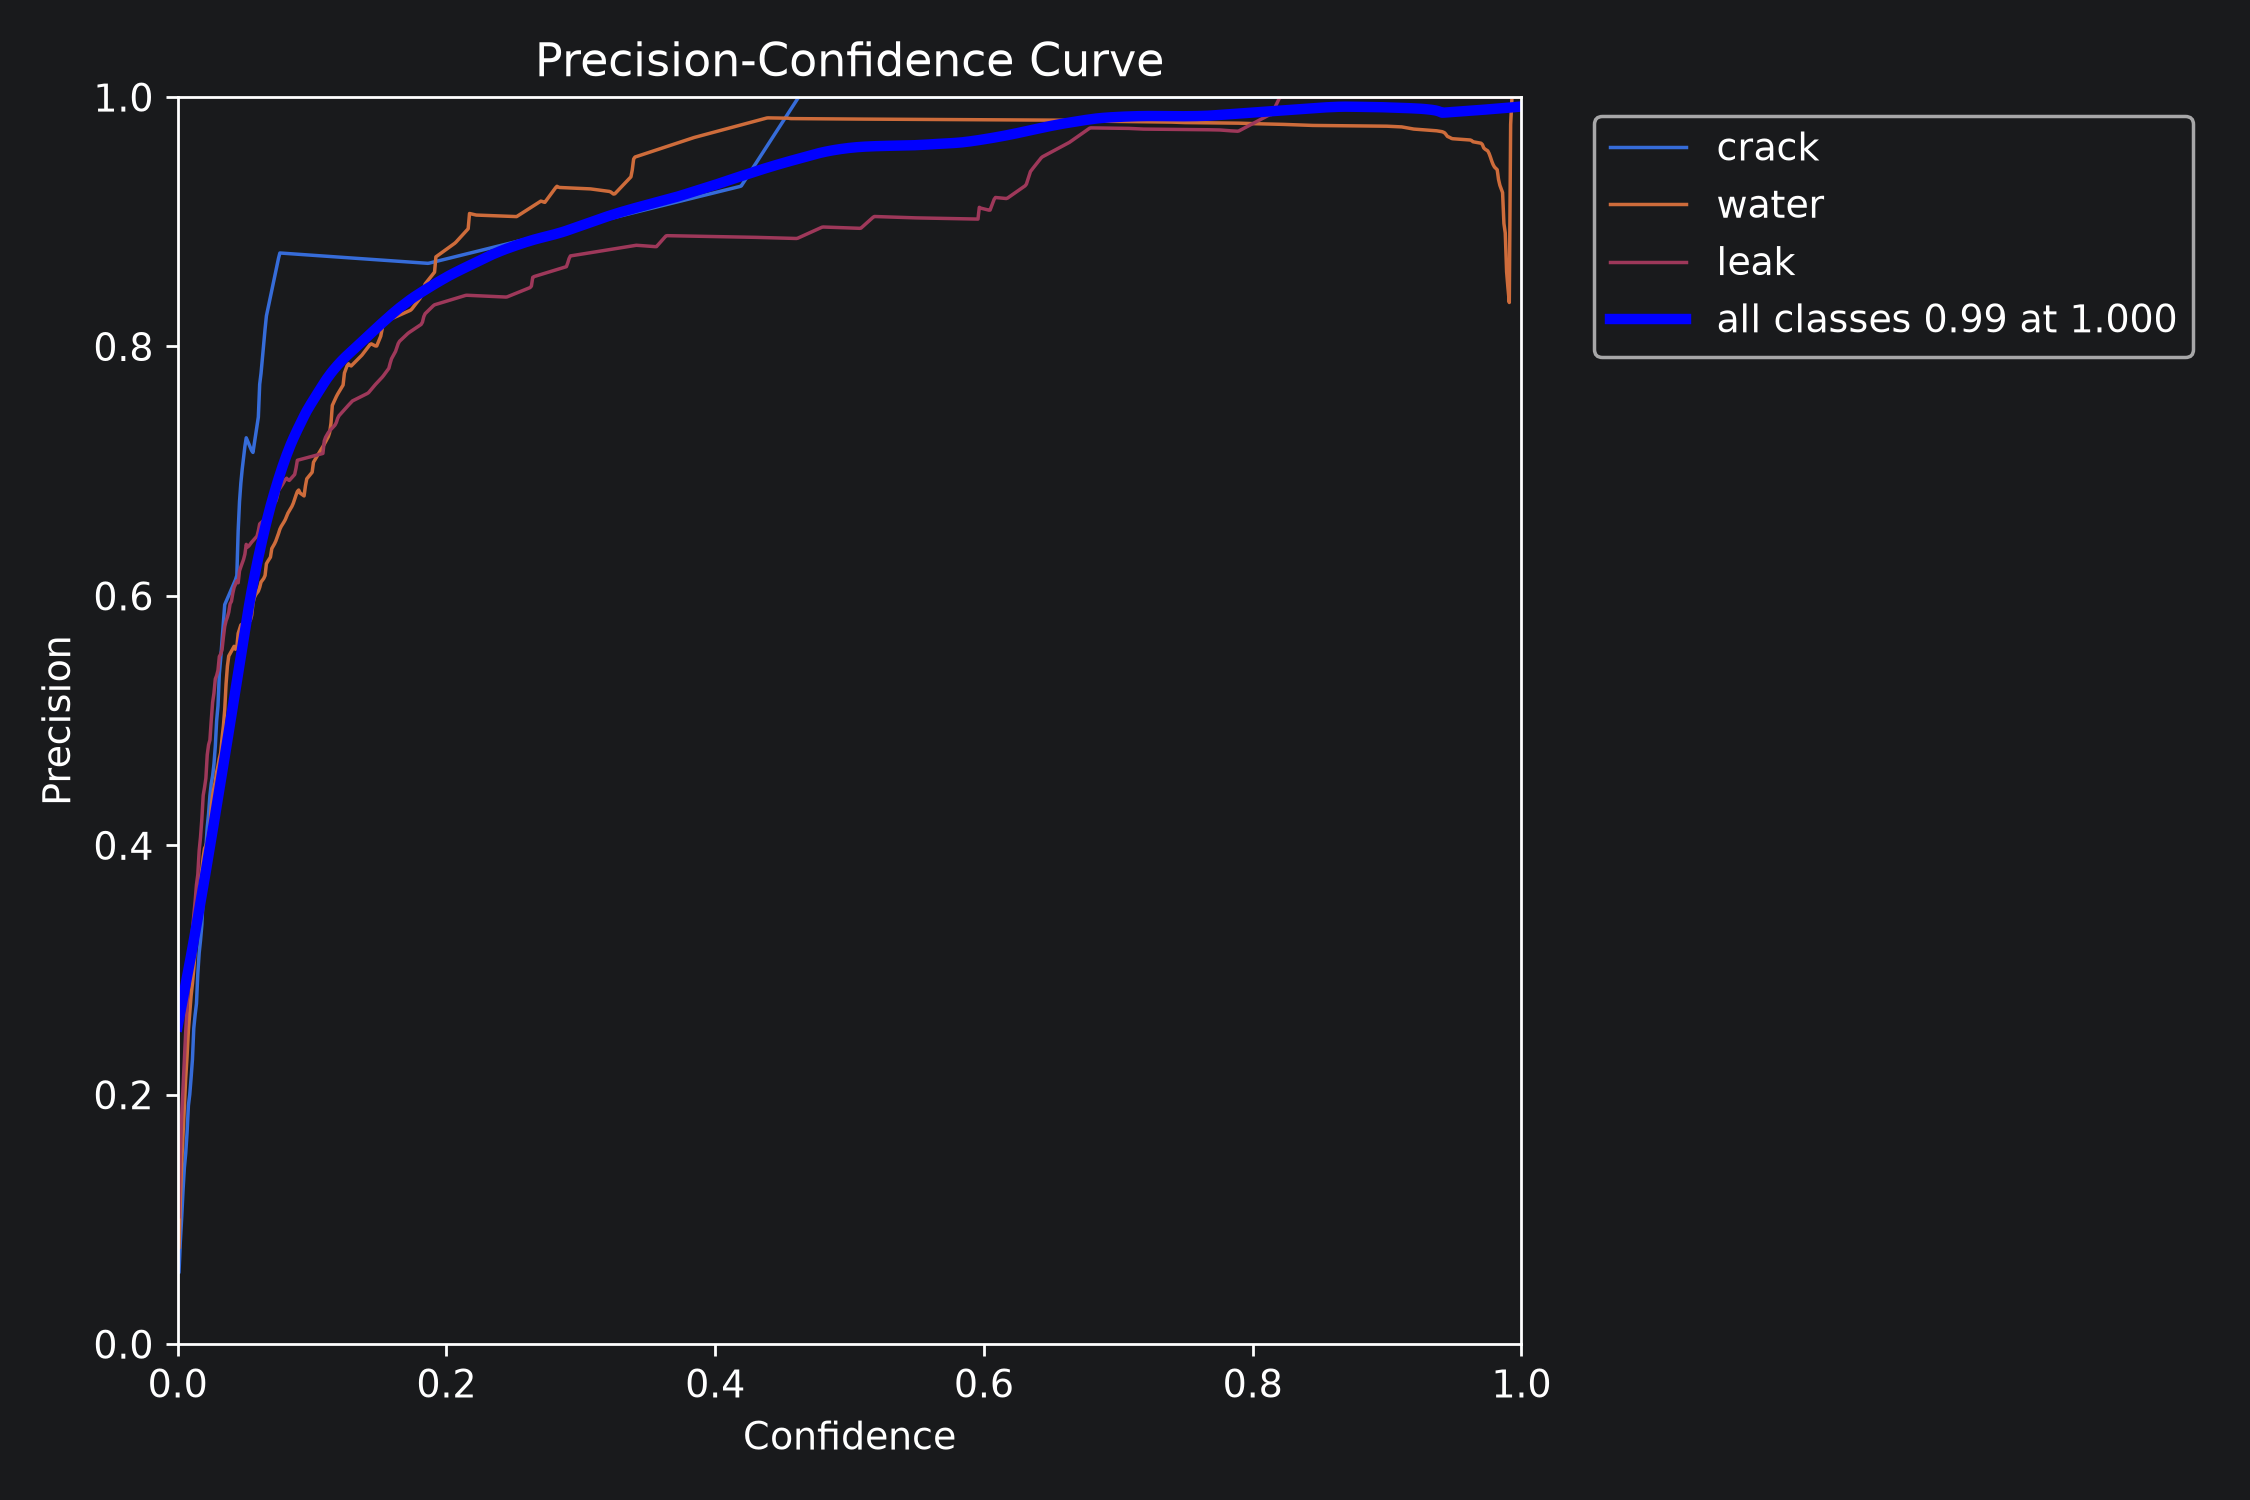 Precision-Confidence Curve
1.0
0.8
0.6
0.4
0.2
0.0
Precision
0.0 0.2 0.4 0.6 0.8 1.0
Confidence
crack
water
leak
all classes 0.99 at 1.000